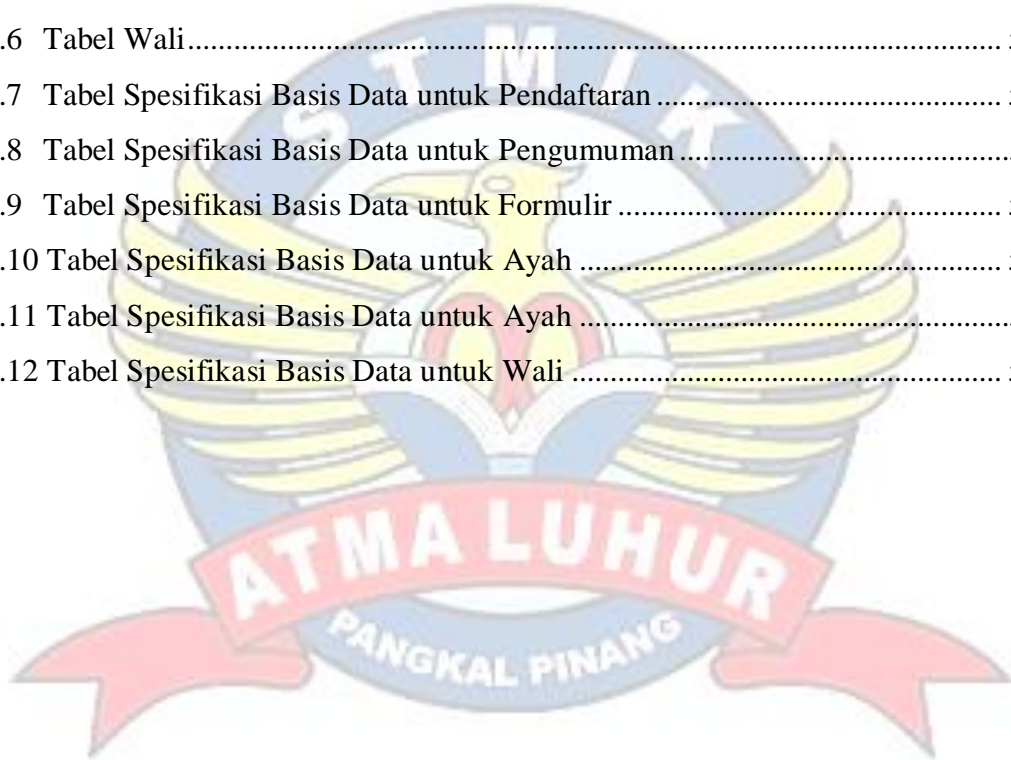 .6 Tabel Wali
.7 Tabel Spesifikasi Basis Data untuk Pendaftaran
.8 Tabel Spesifikasi Basis Data untuk Pengumuman
.9 Tabel Spesifikasi Basis Data untuk Formulir
.10 Tabel Spesifikasi Basis Data untuk Ayah
.11 Tabel Spesifikasi Basis Data untuk Ayah
.12 Tabel Spesifikasi Basis Data untuk Wali
STMIK
ATMA LUHUR
PANGKAL PINANG